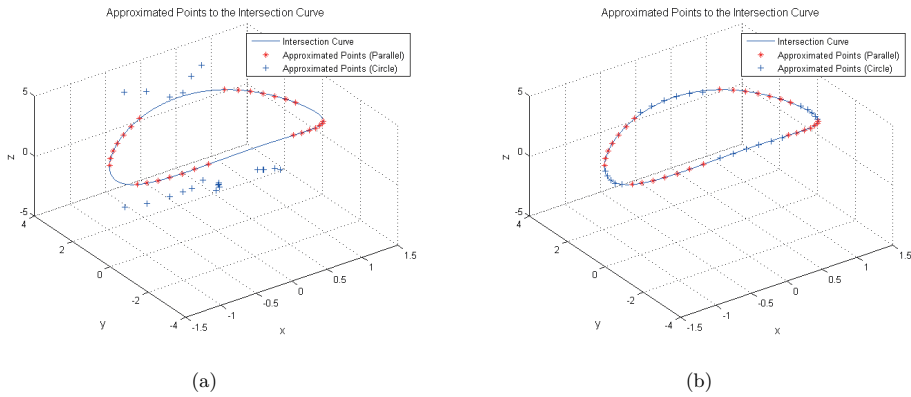 Approximated Points to the Intersection Curve
Intersection Curve
Approximated Points (Parallel)
Approximated Points (Circle)
5
0
-5
z
4
2
0
-2
-4
y
-1.5
-1
-0.5
0
0.5
1
1.5
x
(a)
Approximated Points to the Intersection Curve
Intersection Curve
Approximated Points (Parallel)
Approximated Points (Circle)
5
0
-5
z
4
2
0
-2
-4
y
-1.5
-1
-0.5
0
0.5
1
1.5
x
(b)